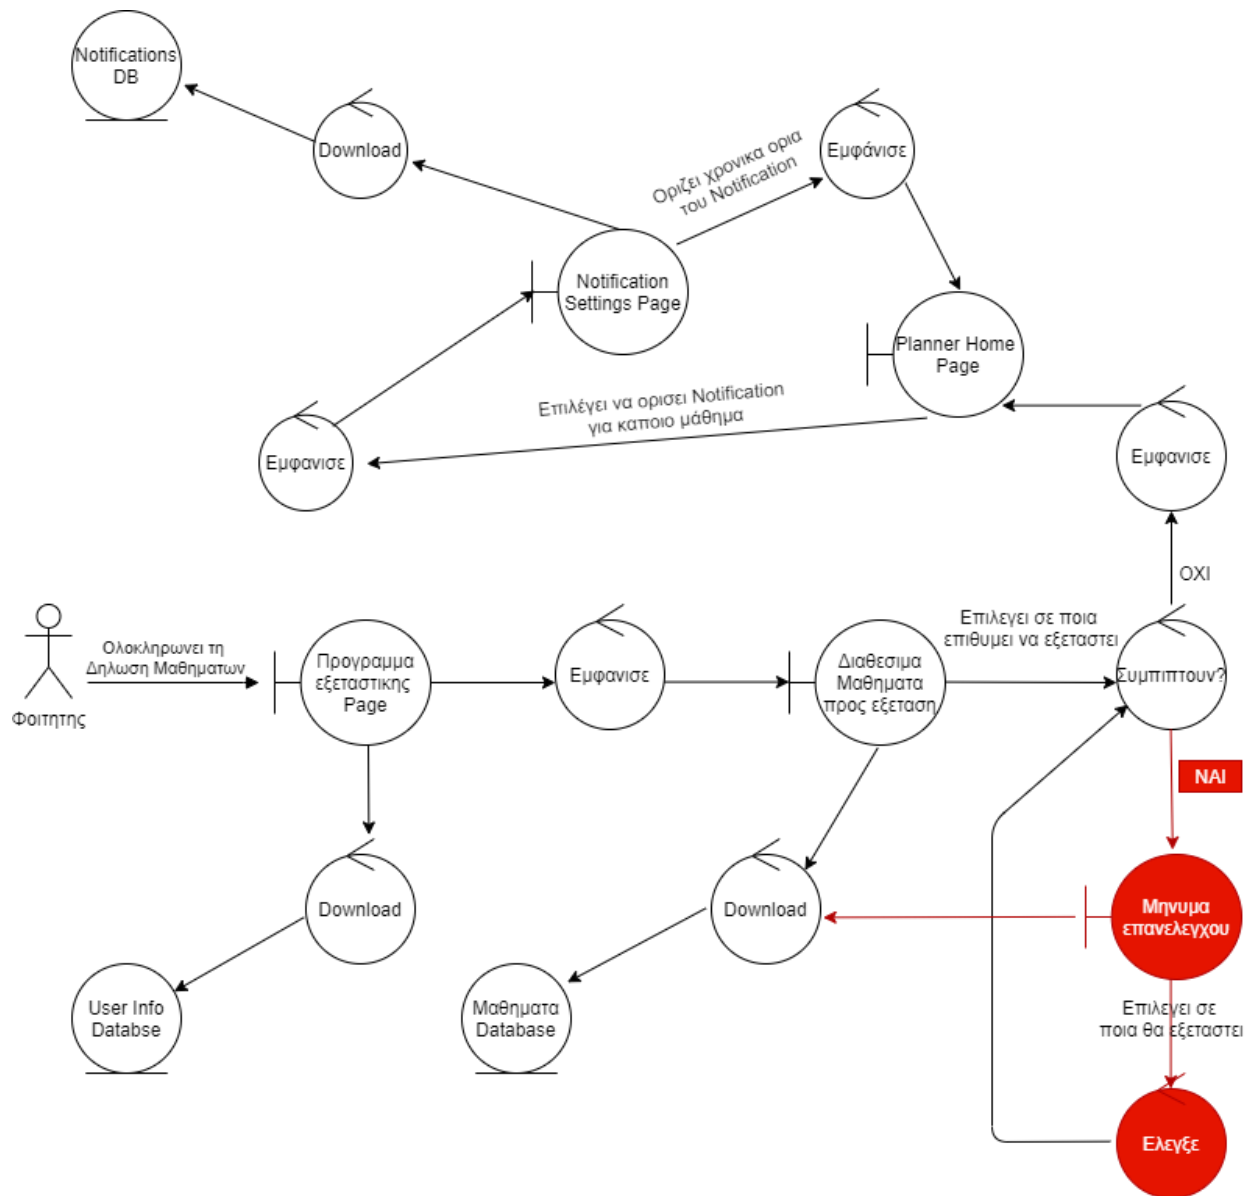 Notifications
DB
Download
Οριζει χρονικα ορια
του Notification
Εμφάνισε
Notification
Settings Page
Planner Home
Page
Επιλέγει να ορισει Notification
για καποιο μάθημα
Εμφανισε
Εμφανισε
ΟΧΙ
Φοιτητης
Ολοκληρωνει τη
Δηλωση Μαθηματων
Προγραμμα
εξεταστικης
Page
Εμφανισε
Διαθεσιμα
Μαθηματα
προς εξεταση
Επιλεγει σε ποια
επιθυμει να εξεταστει
Συμπιπτουν?
ΝΑΙ
Download
Download
Μηνυμα
επανελεγχου
User Info
Databse
Μαθηματα
Database
Επιλεγει σε
ποια θα εξεταστει
Ελεγξε